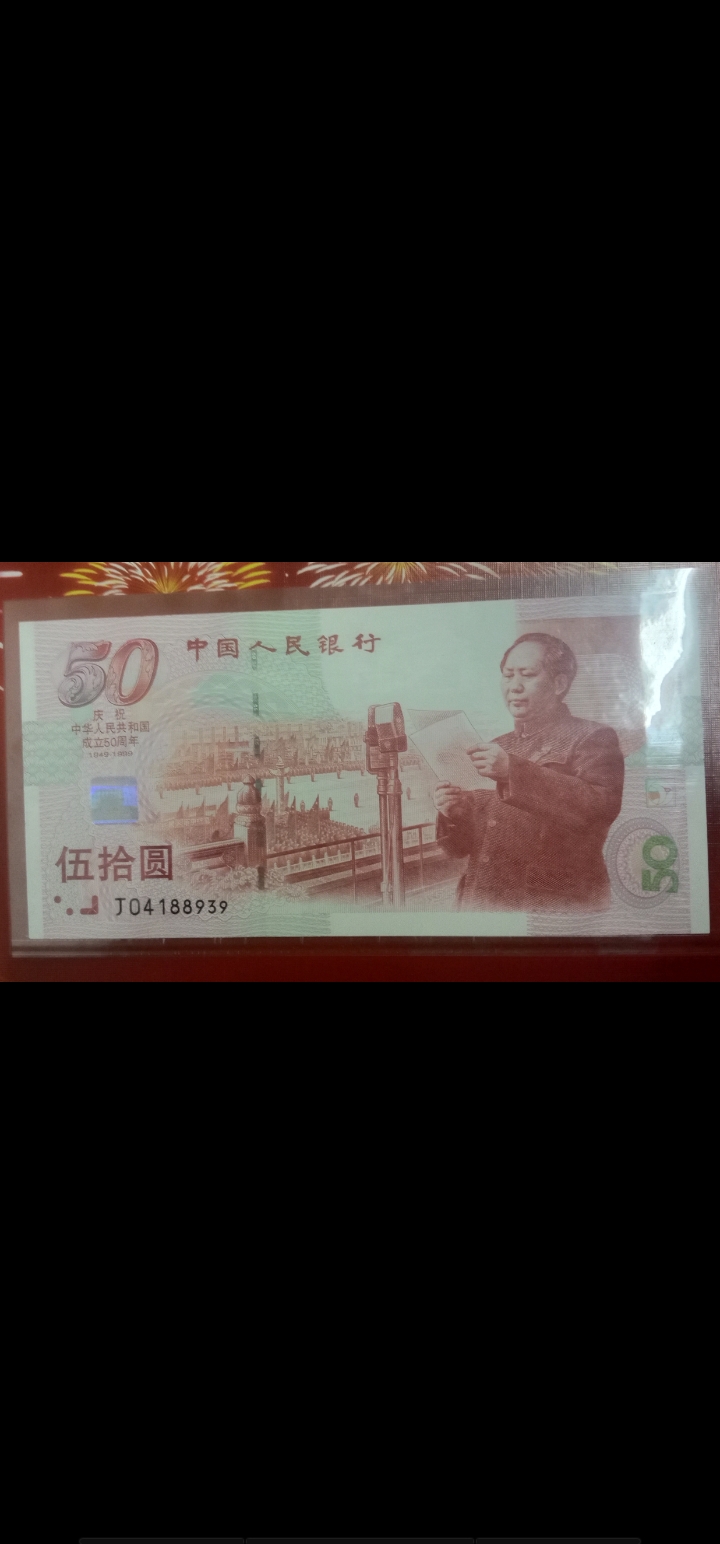 50
中国人民银行
庆 祝
中华人民共和国
成立50周年
1949-1999
伍拾圆
J04188939
50